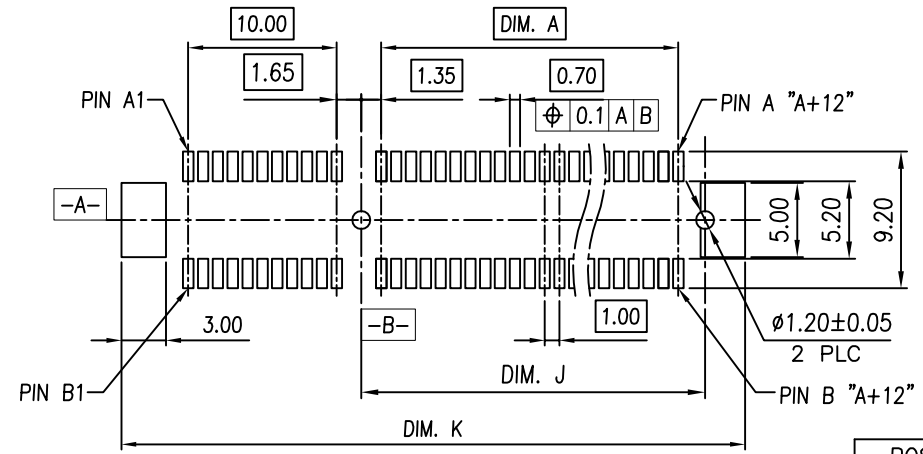 10.00
DIM. A
1.65
1.35
0.70
PIN A1
⌖ 0.1 A B
PIN A "A+12"
-A-
5.00
5.20
9.20
3.00
-B-
1.00
ø1.20±0.05
2 PLC
DIM. J
PIN B1
PIN B "A+12"
DIM. K